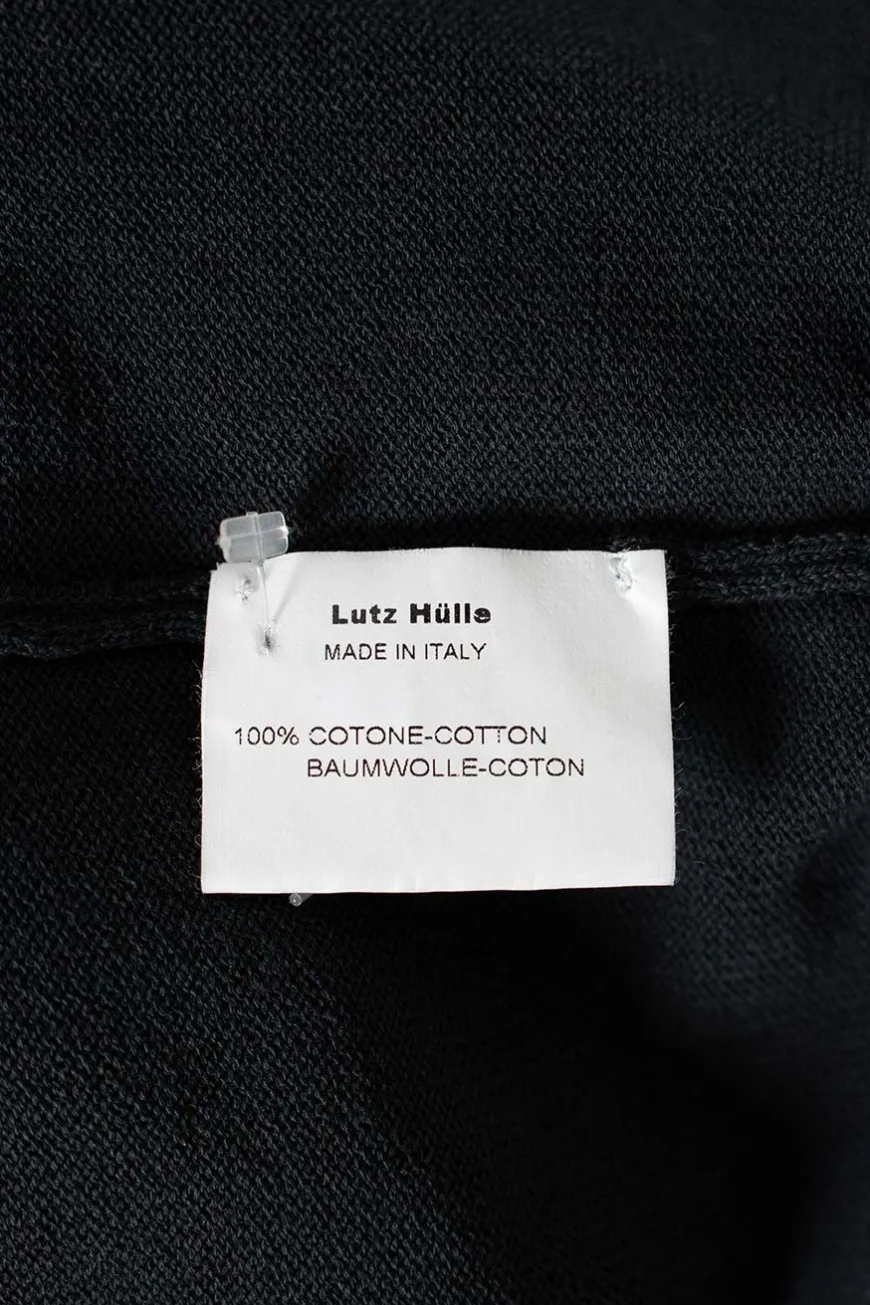 Lutz Hülle
MADE IN ITALY
100% COTONE-COTTON
BAUMWOLLE-COTON